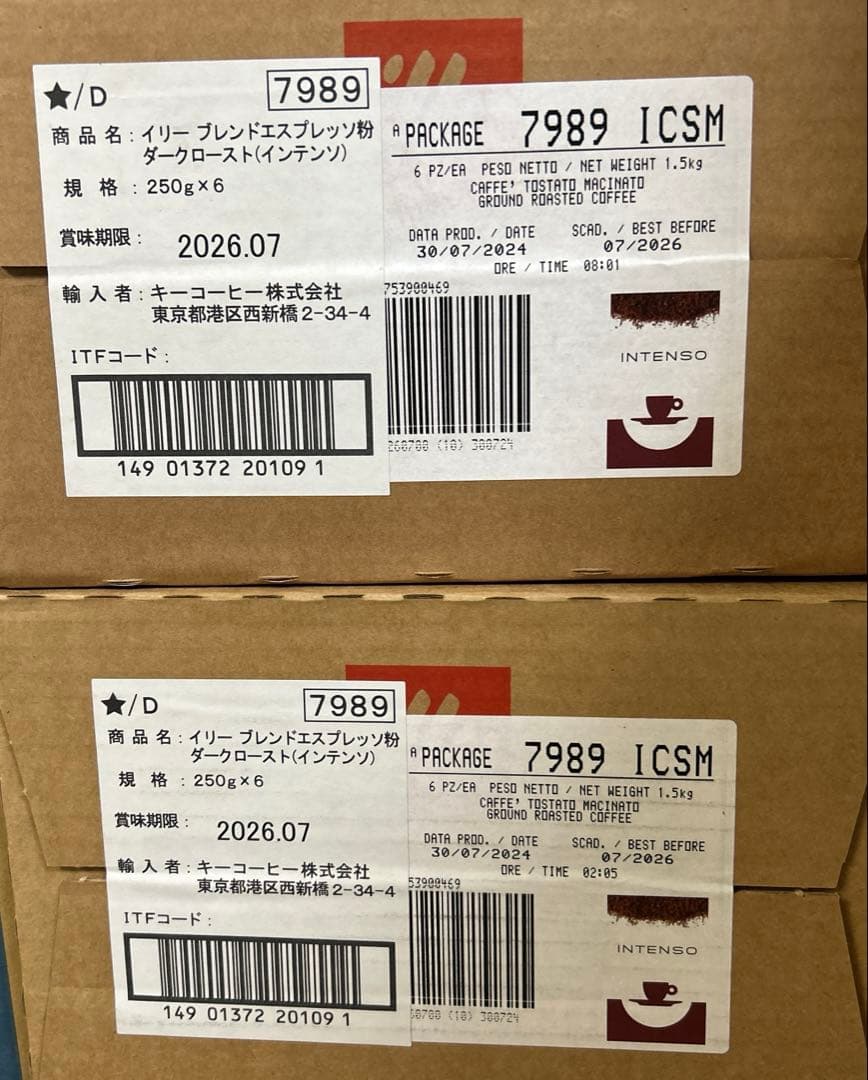 ★/D
7989
商品名：イリー ブレンドエスプレッソ粉
ダークロースト(インテンソ)
規格：250g×6
賞味期限：
2026.07
輸入者：キーコーヒー株式会社
東京都港区西新橋2-34-4
ITFコード：
149 01372 20109 1
A PACKAGE 7989 ICSM
6 PZ/EA PESO NETTO / NET WEIGHT 1.5kg
CAFFE' TOSTATO MACINATO
GROUND ROASTED COFFEE
DATA PROD. / DATE SCAD. / BEST BEFORE
30/07/2024 07/2026
ORE / TIME 08:01
753900469
INTENSO
260700 (10) 300724
★/D
7989
商品名：イリー ブレンドエスプレッソ粉
ダークロースト(インテンソ)
規格：250g×6
賞味期限：
2026.07
輸入者：キーコーヒー株式会社
東京都港区西新橋2-34-4
ITFコード：
149 01372 20109 1
A PACKAGE 7989 ICSM
6 PZ/EA PESO NETTO / NET WEIGHT 1.5kg
CAFFE' TOSTATO MACINATO
GROUND ROASTED COFFEE
DATA PROD. / DATE SCAD. / BEST BEFORE
30/07/2024 07/2026
ORE / TIME 02:05
53900469
INTENSO
60700 (10) 300724